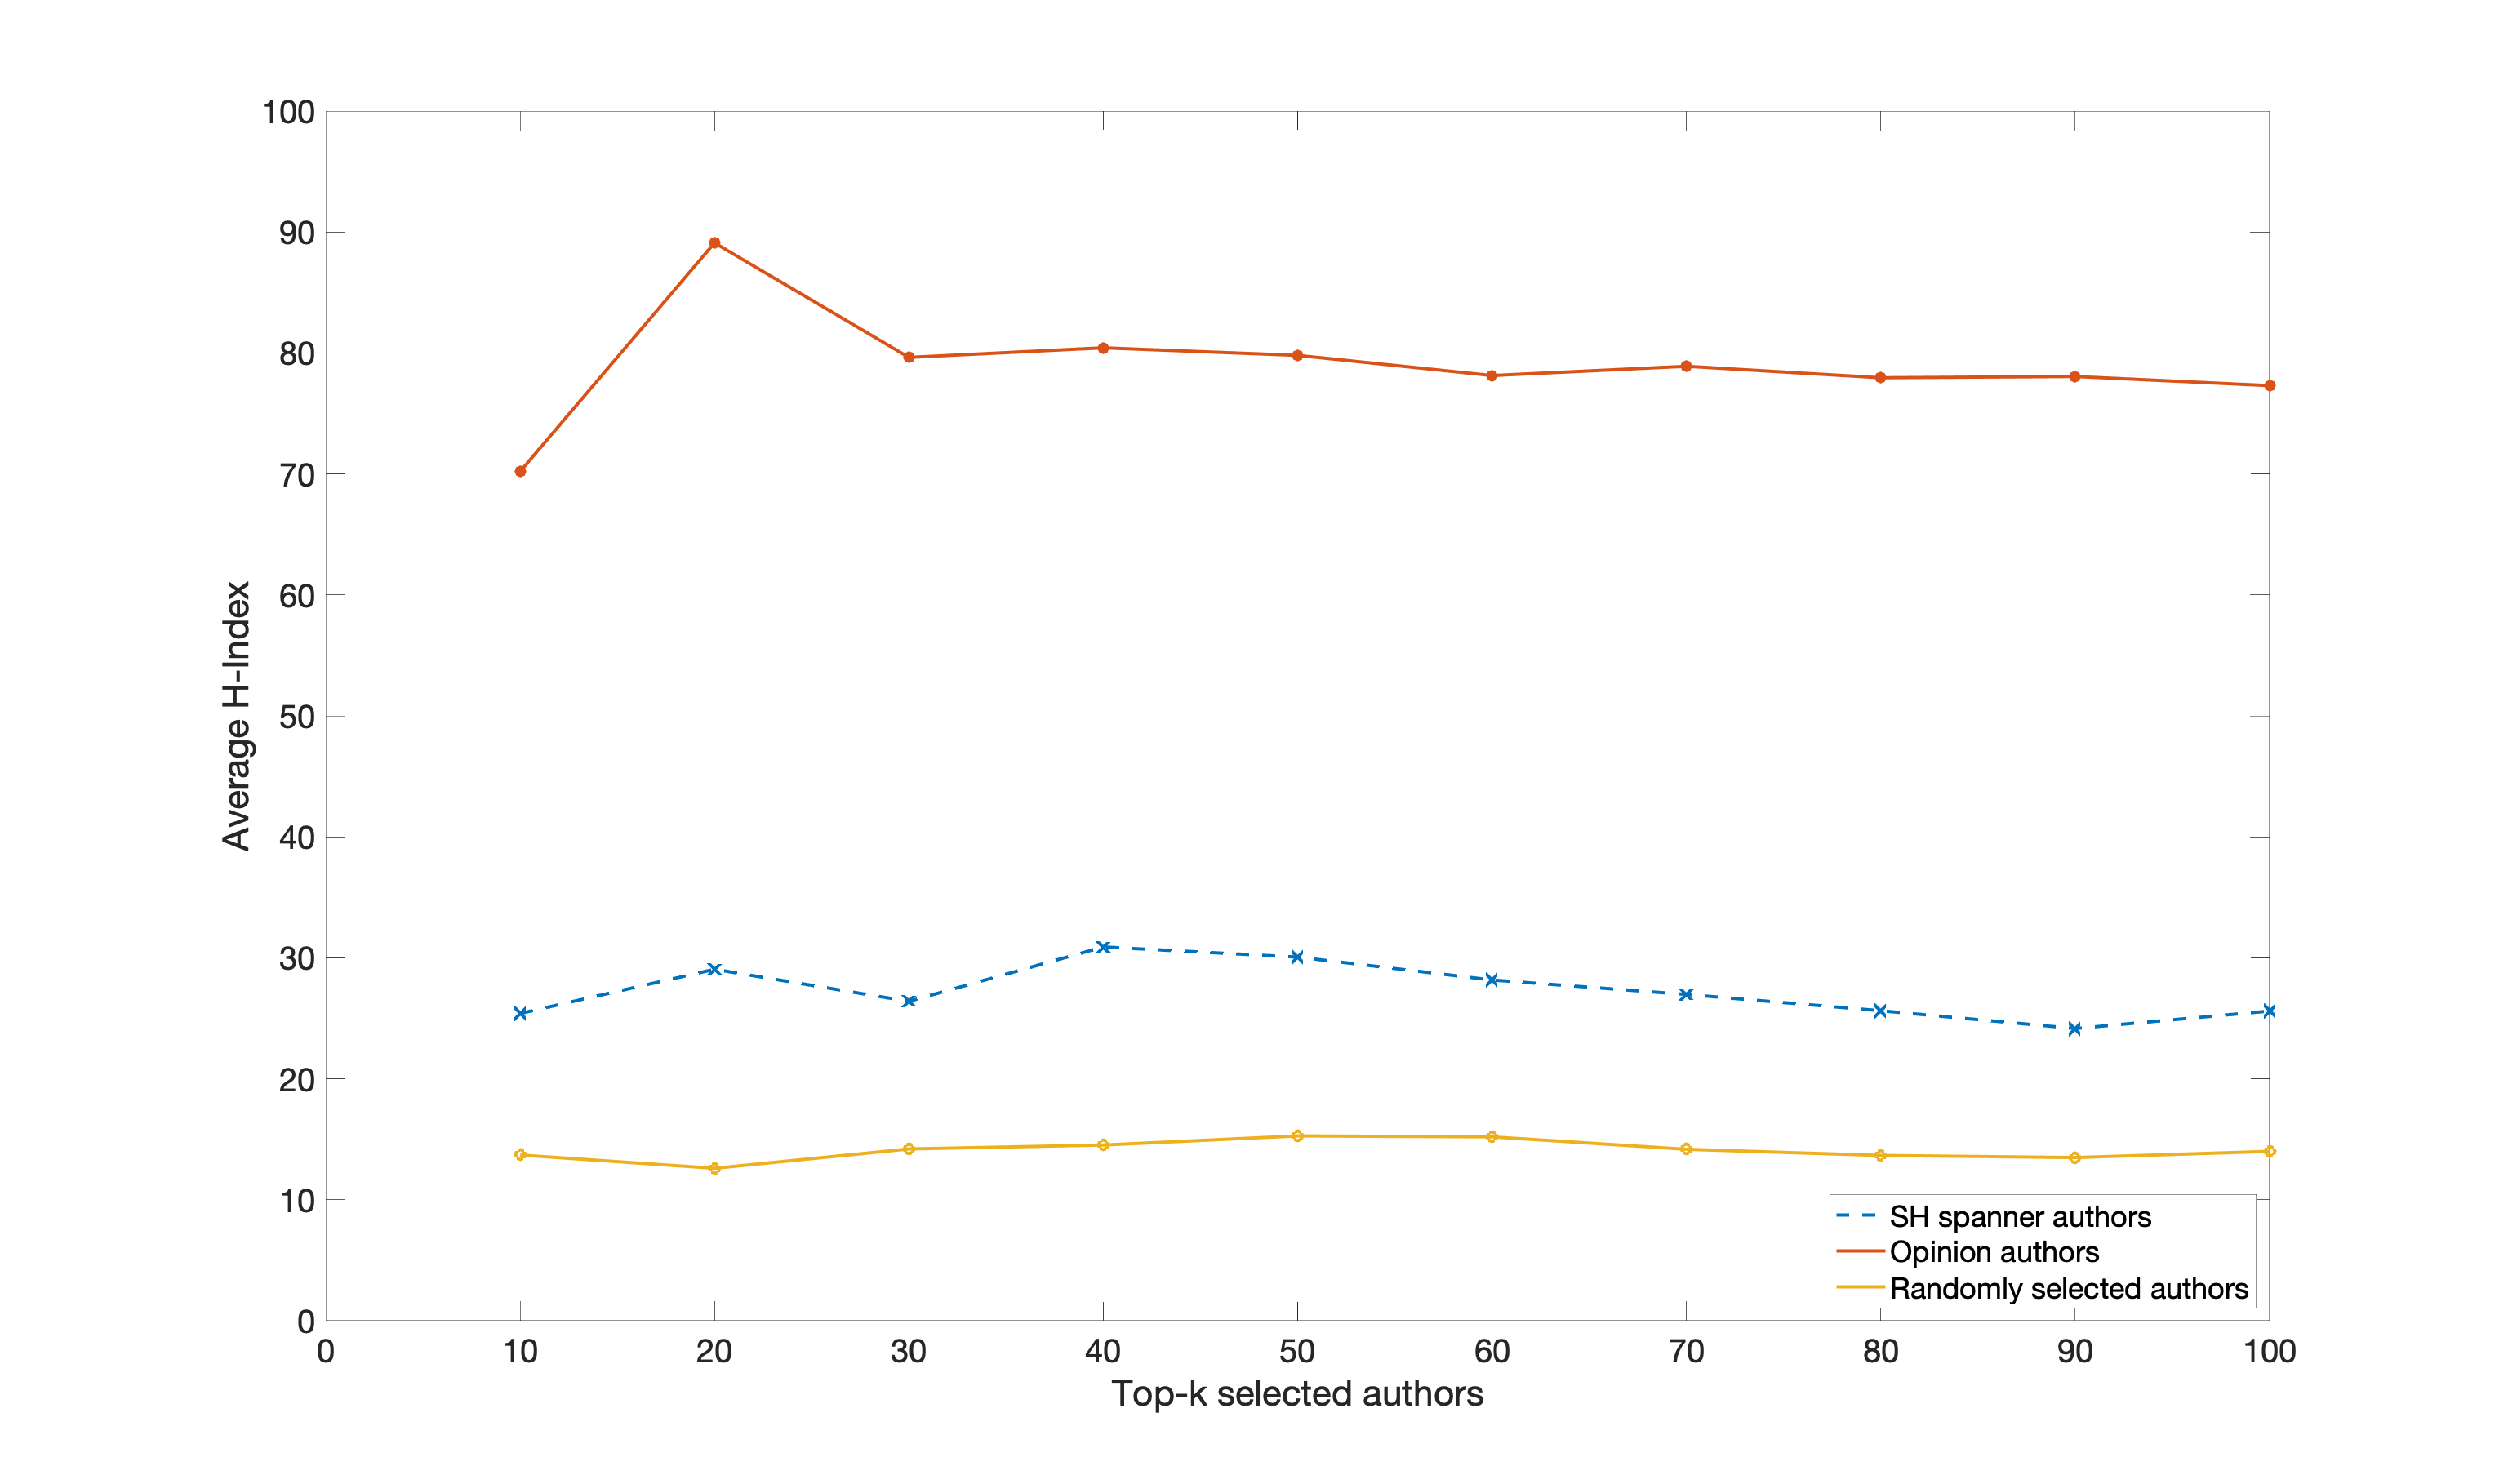 100
90
80
70
60
50
40
30
20
10
0
Average H-Index
0 10 20 30 40 50 60 70 80 90 100
Top-k selected authors
SH spanner authors
Opinion authors
Randomly selected authors